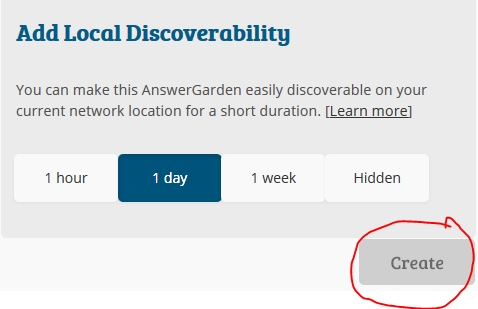 Add Local Discoverability
You can make this AnswerGarden easily discoverable on your
current network location for a short duration. [Learn more]
1 hour 1 day 1 week Hidden
Create